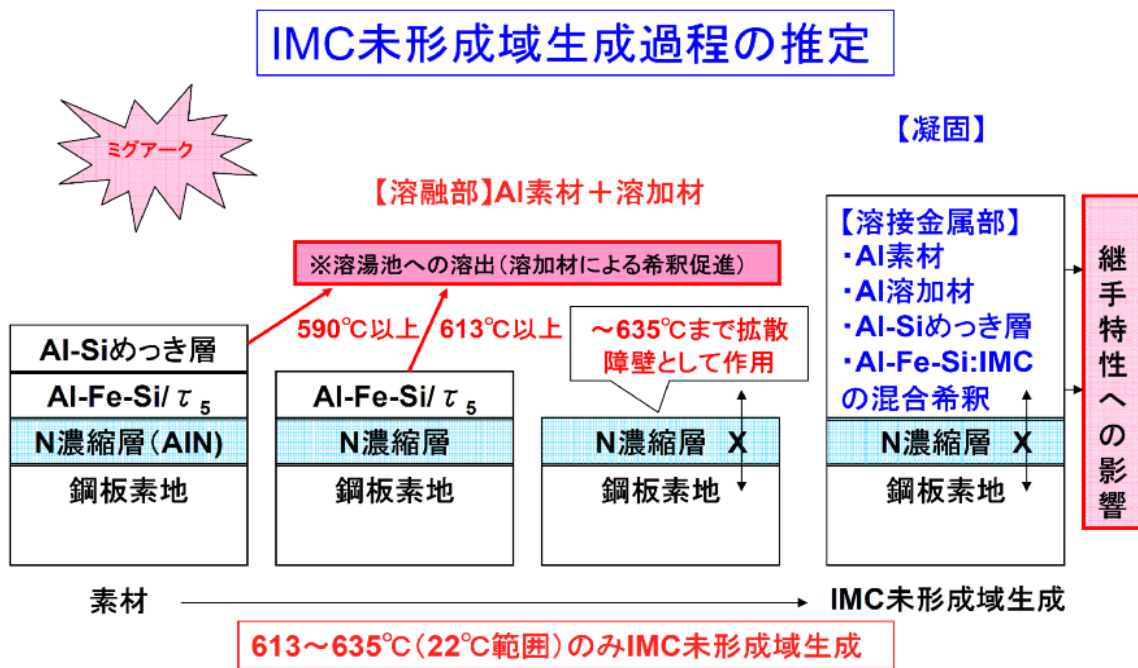 IMC未形成域生成過程の推定
ミグアーク
【凝固】
【溶融部】Al素材＋溶加材
※溶湯池への溶出（溶加材による希釈促進）
590℃以上
613℃以上
～635℃まで拡散
障壁として作用
【溶接金属部】
・Al素材
・Al溶加材
・Al-Siめっき層
・Al-Fe-Si:IMC
の混合希釈
継手特性への影響
Al-Siめっき層
Al-Fe-Si/τ5
N濃縮層（AlN）
鋼板素地
Al-Fe-Si/τ5
N濃縮層
鋼板素地
N濃縮層 X
鋼板素地
N濃縮層 X
鋼板素地
素材
IMC未形成域生成
613～635℃（22℃範囲）のみIMC未形成域生成